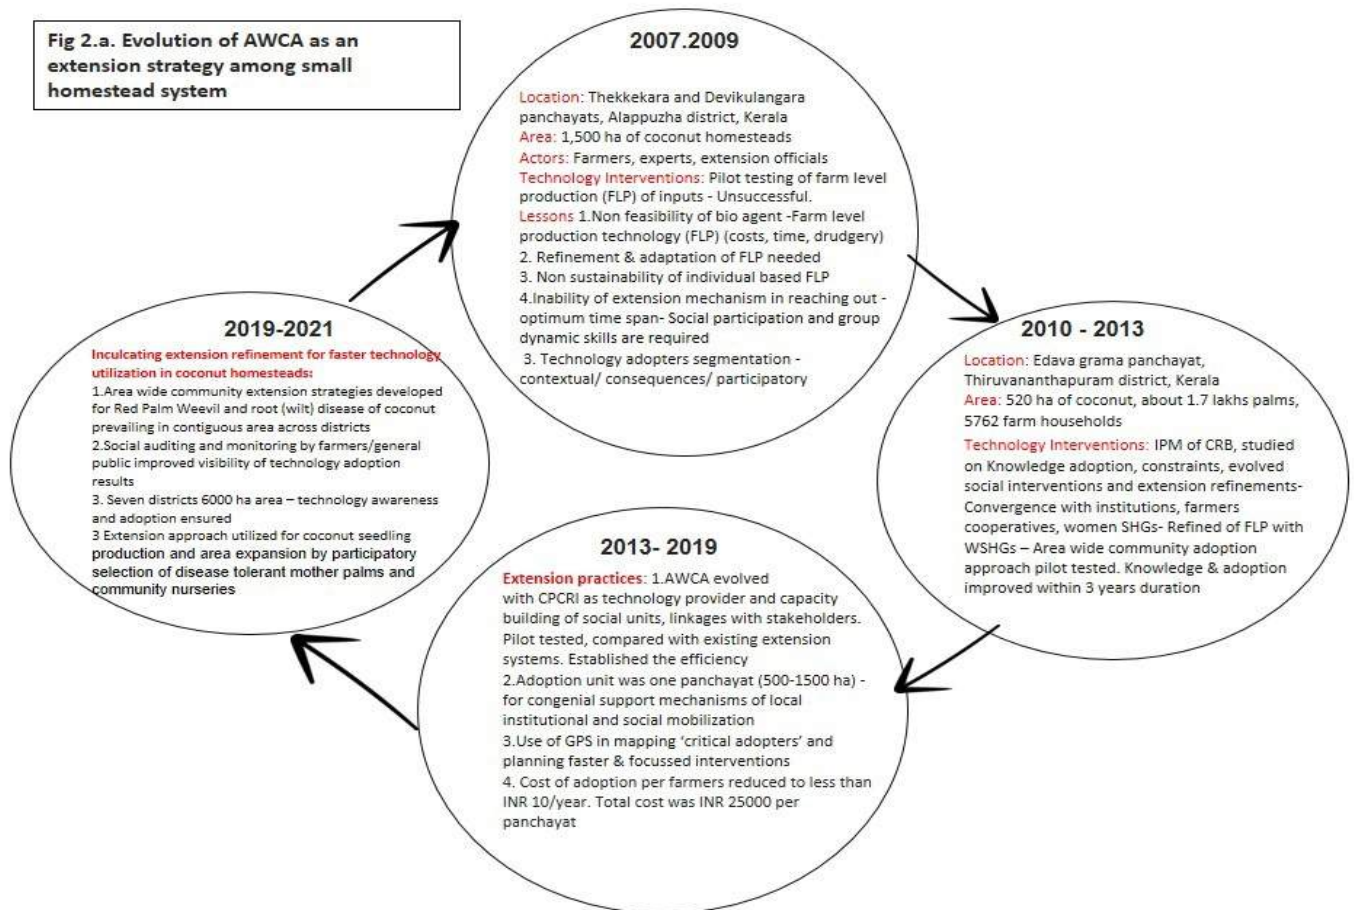 Fig 2.a. Evolution of AWCA as an
extension strategy among small
homestead system
2007.2009
Location: Thekkekara and Devikulangara
panchayats, Alappuzha district, Kerala
Area: 1,500 ha of coconut homesteads
Actors: Farmers, experts, extension officials
Technology Interventions: Pilot testing of farm level
production (FLP) of inputs - Unsuccessful.
Lessons 1.Non feasibility of bio agent -Farm level
production technology (FLP) (costs, time, drudgery)
2. Refinement & adaptation of FLP needed
3. Non sustainability of individual based FLP
4.Inability of extension mechanism in reaching out -
optimum time span- Social participation and group
dynamic skills are required
3. Technology adopters segmentation -
contextual/ consequences/ participatory
2010 - 2013
Location: Edava grama panchayat,
Thiruvananthapuram district, Kerala
Area: 520 ha of coconut, about 1.7 lakhs palms,
5762 farm households
Technology Interventions: IPM of CRB, studied
on Knowledge adoption, constraints, evolved
social interventions and extension refinements-
Convergence with institutions, farmers
cooperatives, women SHGs- Refined of FLP with
WSHGs – Area wide community adoption
approach pilot tested. Knowledge & adoption
improved within 3 years duration
2013- 2019
Extension practices: 1.AWCA evolved
with CPCRI as technology provider and capacity
building of social units, linkages with stakeholders.
Pilot tested, compared with existing extension
systems. Established the efficiency
2.Adoption unit was one panchayat (500-1500 ha) -
for congenial support mechanisms of local
institutional and social mobilization
3.Use of GPS in mapping ‘critical adopters’ and
planning faster & focussed interventions
4. Cost of adoption per farmers reduced to less than
INR 10/year. Total cost was INR 25000 per
panchayat
2019-2021
Inculcating extension refinement for faster technology
utilization in coconut homesteads:
1.Area wide community extension strategies developed
for Red Palm Weevil and root (wilt) disease of coconut
prevailing in contiguous area across districts
2.Social auditing and monitoring by farmers/general
public improved visibility of technology adoption
results
3. Seven districts 6000 ha area – technology awareness
and adoption ensured
3 Extension approach utilized for coconut seedling
production and area expansion by participatory
selection of disease tolerant mother palms and
community nurseries